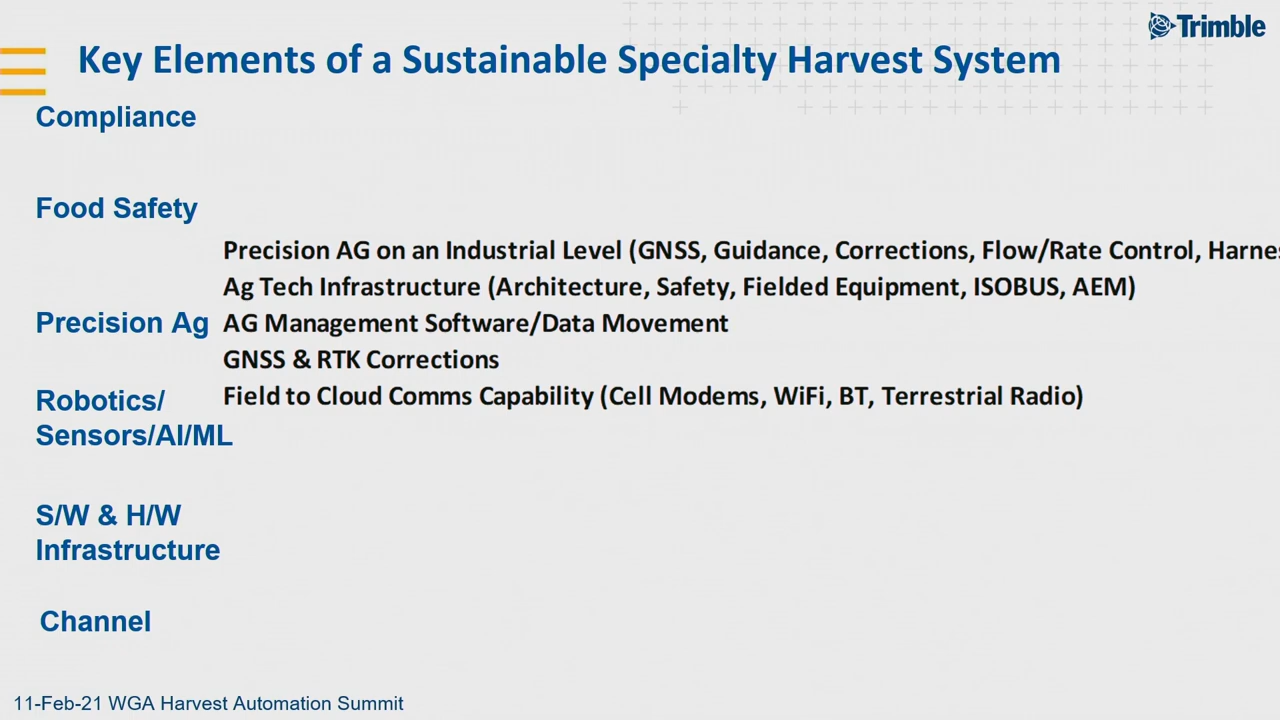 Trimble
Key Elements of a Sustainable Specialty Harvest System
Compliance
Food Safety
Precision AG on an Industrial Level (GNSS, Guidance, Corrections, Flow/Rate Control,
Ag Tech Infrastructure (Architecture, Safety, Fielded Equipment, ISOBUS, AEM)
Precision Ag
AG Management Software/Data Movement
GNSS & RTK Corrections
Field to Cloud Comms Capability (Cell Modems, WiFi, BT, Terrestrial Radio)
Robotics/
Sensors/AI/ML
S/W & H/W
Infrastructure
Channel
11-Feb-21 WGA Harvest Automation Summit